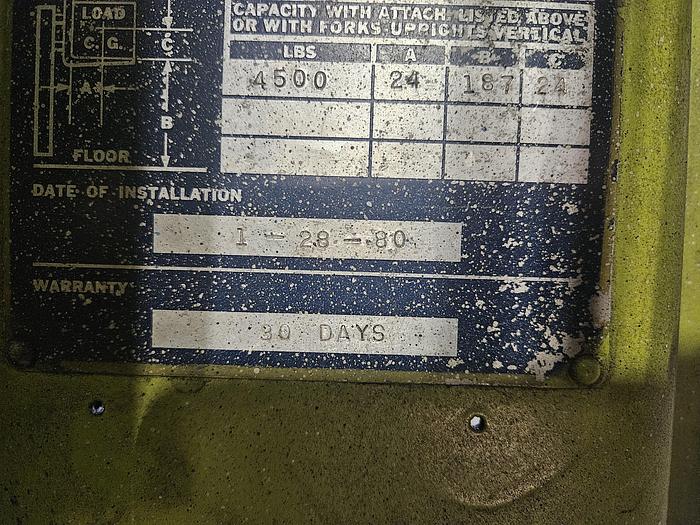 CAPACITY WITH ATTACH. LISTED ABOVE
OR WITH FORKS UPRIGHTS VERTICAL
LOAD
C. G.
C
A
B
FLOOR
LBS A B C
4500 24 187 24
DATE OF INSTALLATION
1 - 28 - 80
WARRANTY
30 DAYS